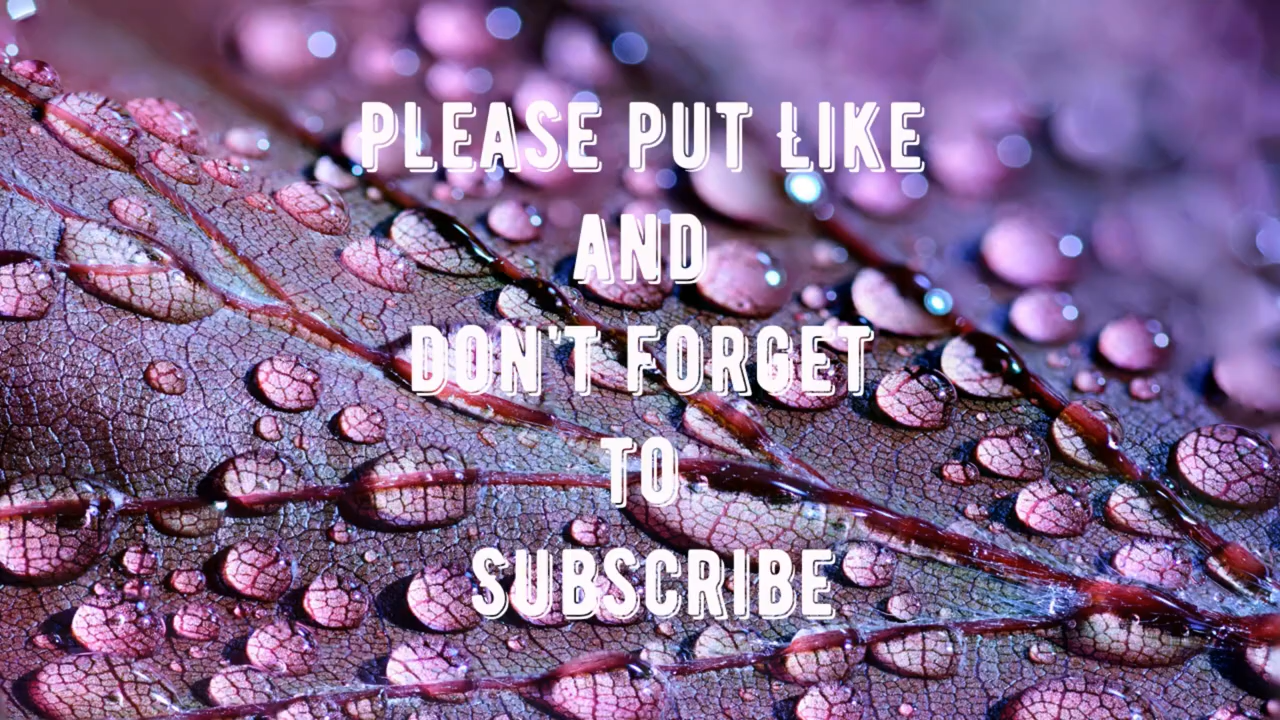 PLEASE PUT LIKE
AND
DON'T FORGET
TO
SUBSCRIBE